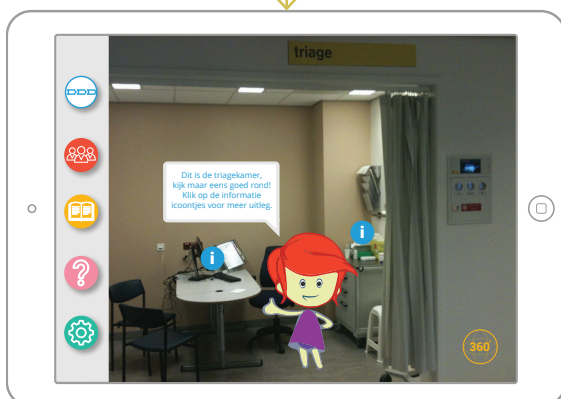 triage
Dit is de triagekamer,
kijk maar eens goed rond!
Klik op de informatie
icoontjes voor meer uitleg.
i
i
?
360°